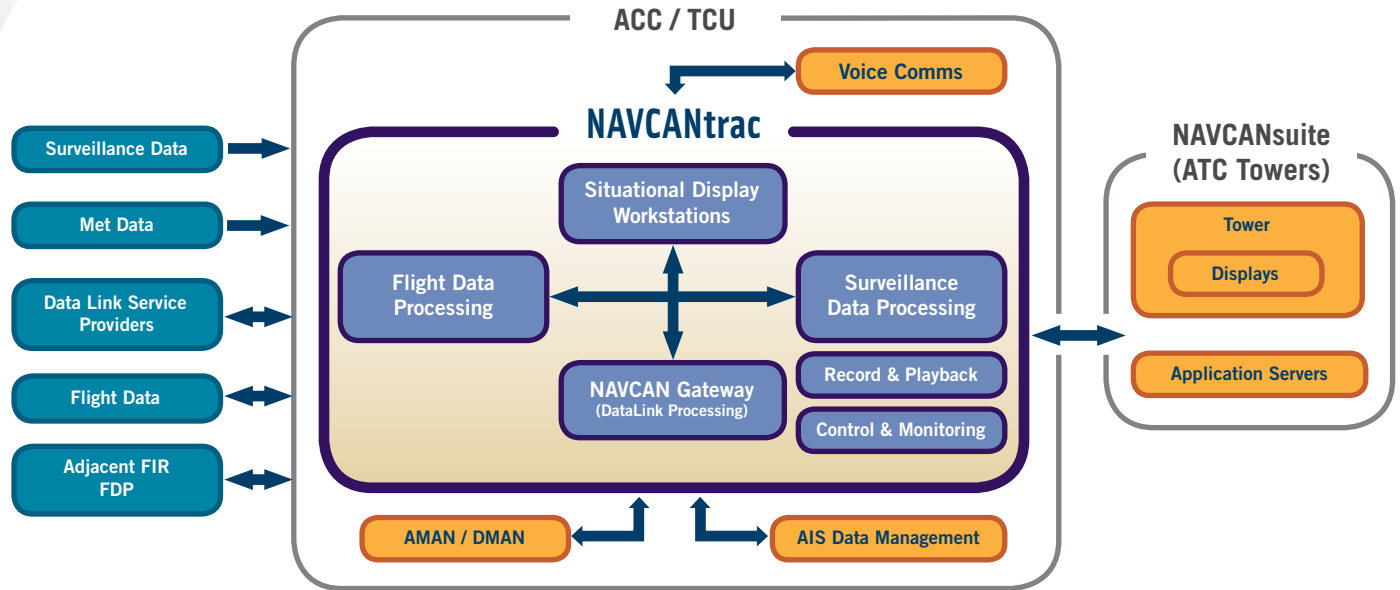 ACC / TCU
Voice Comms
NAVCANtrac
Surveillance Data
Met Data
Data Link Service
Providers
Flight Data
Adjacent FIR
FDP
Situational Display
Workstations
Flight Data
Processing
Surveillance
Data Processing
NAVCAN Gateway
(DataLink Processing)
Record & Playback
Control & Monitoring
AMAN / DMAN
AIS Data Management
NAVCANsuite
(ATC Towers)
Tower
Displays
Application Servers